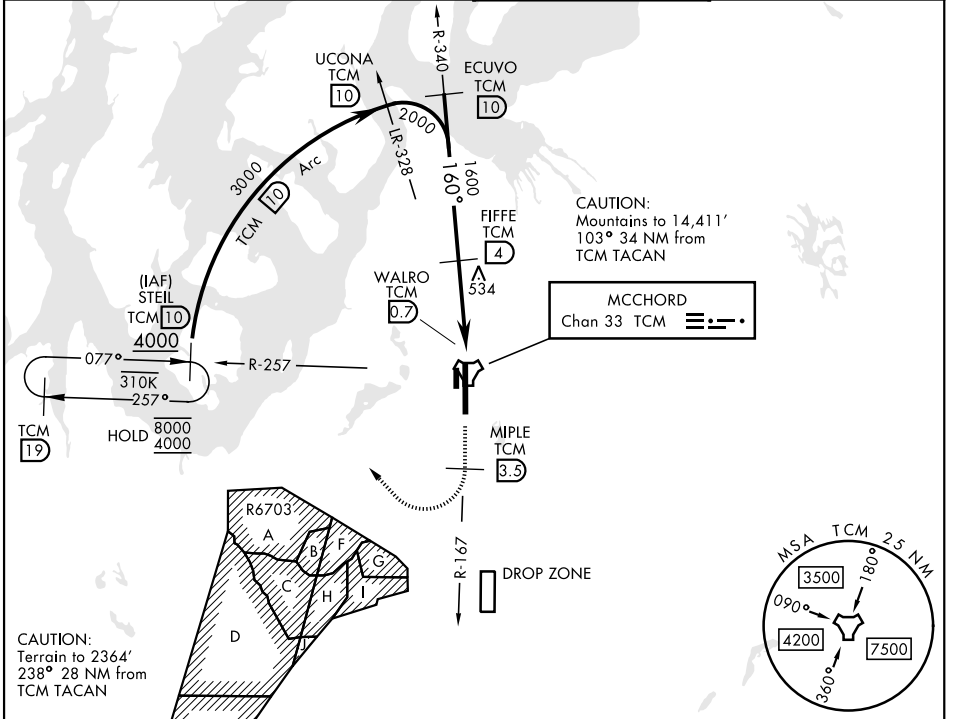 R-340
UCONA
TCM
10
ECUVO
TCM
10
2000
LR-328
3000
Arc
TCM
10
1600
160°
FIFFE
TCM
4
534
CAUTION:
Mountains to 14,411'
103° 34 NM from
TCM TACAN
WALRO
TCM
0.7
(IAF)
STEIL
TCM 10
4000
MCCHORD
Chan 33 TCM
077°
R-257
310K
257°
TCM
19
HOLD 8000
4000
MIPLE
TCM
3.5
R6703
A
B
F
G
C
H
I
D
J
R-167
DROP ZONE
MSA TCM 25 NM
3500
180°
090°
4200
7500
360°
CAUTION:
Terrain to 2364'
238° 28 NM from
TCM TACAN